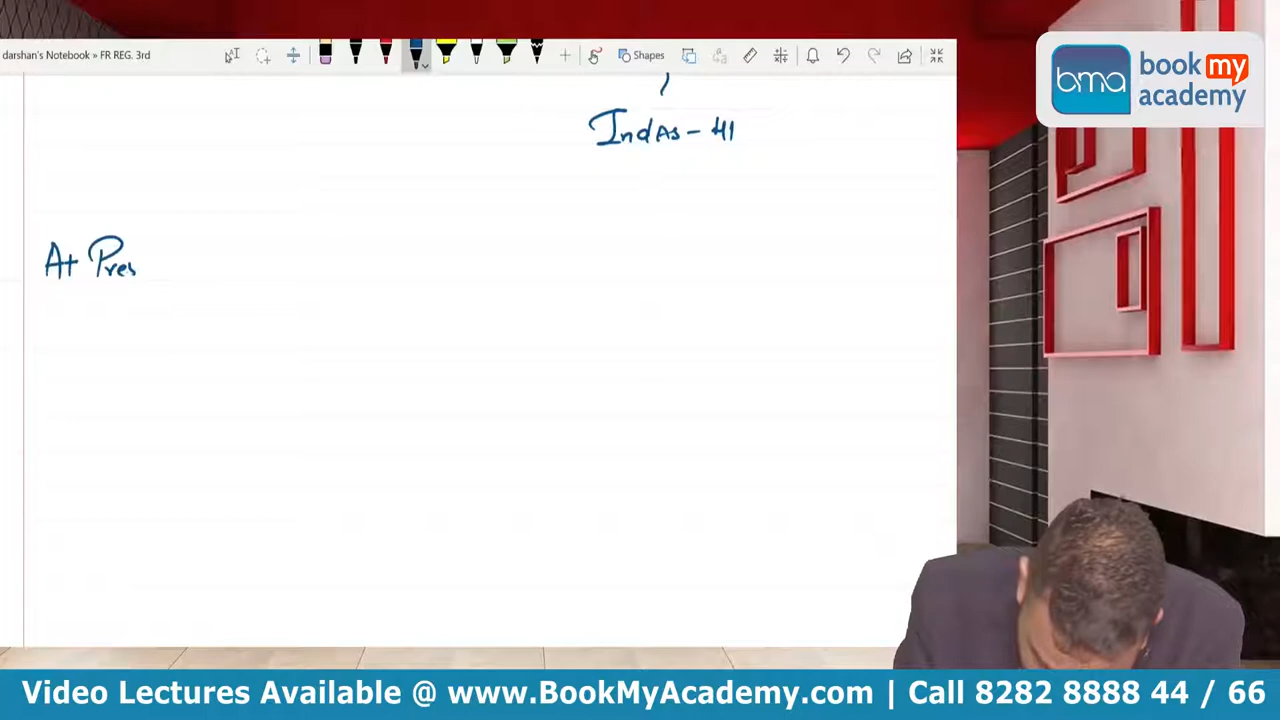 darshan's Notebook » FR REG. 3rd
Shapes
IndAs - 41
At Pres
bma
book my academy
Video Lectures Available @ www.BookMyAcademy.com | Call 8282 8888 44 / 66